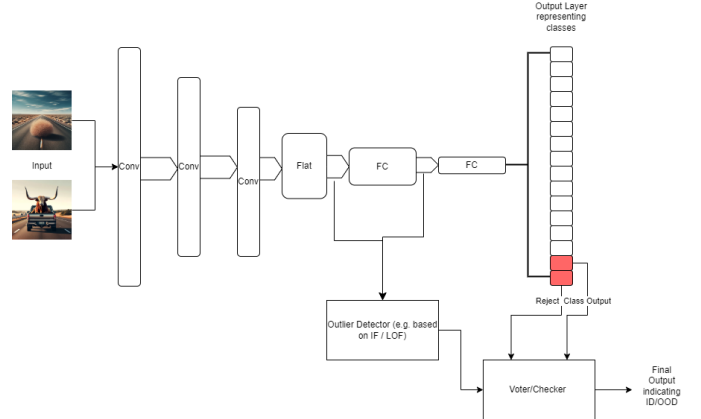 Output Layer
representing
classes
Input
Conv
Conv
Conv
Flat
FC
FC
Reject Class Output
Outlier Detector (e.g. based
on IF / LOF)
Voter/Checker
Final
Output
indicating
ID/OOD